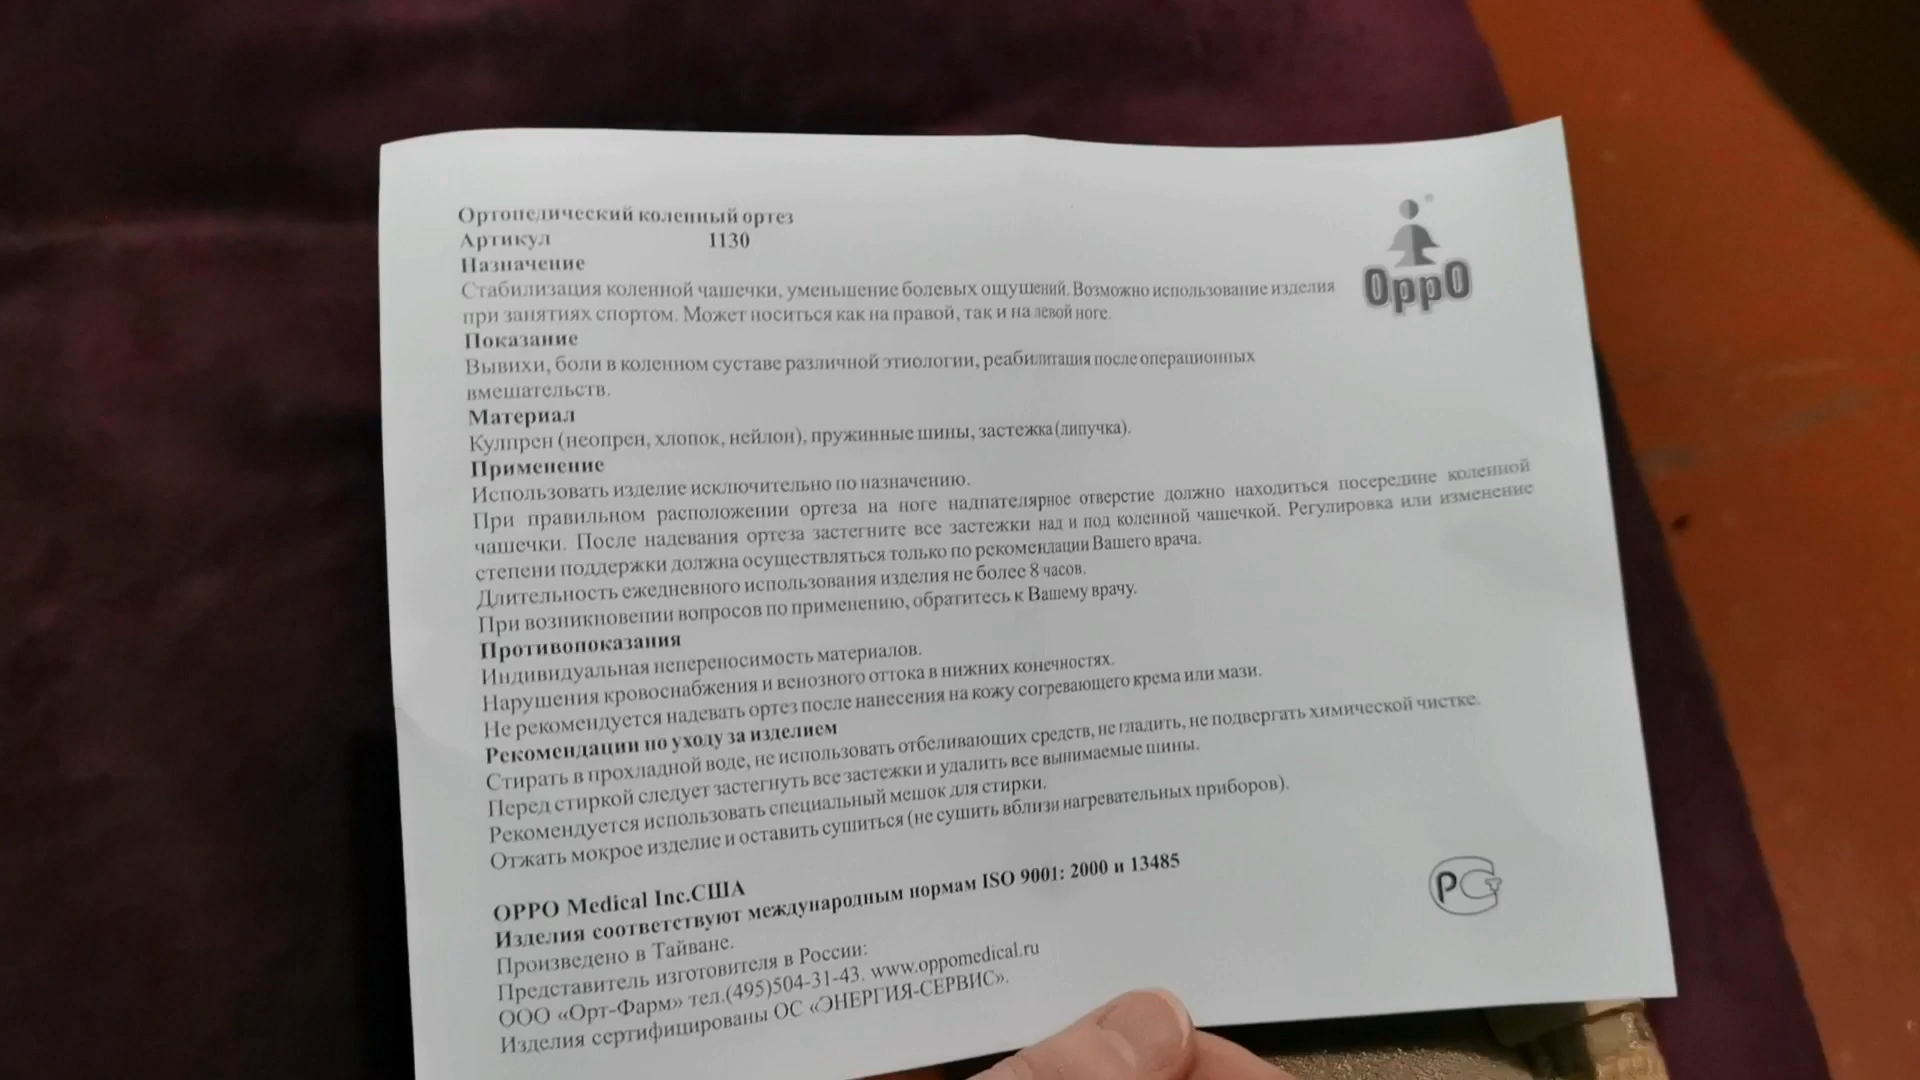 Ортопедический коленный ортез
Артикул 1130
Назначение
Стабилизация коленной чашечки, уменьшение болевых ощущений. Возможно использование изделия
при занятиях спортом. Может носиться как на правой, так и на левой ноге.
Показание
Вывихи, боли в коленном суставе различной этиологии, реабилитация после операционных
вмешательств.
Материал
Кулпрен (неопрен, хлопок, нейлон), пружинные шины, застежка (липучка).
Применение
Использовать изделие исключительно по назначению.
При правильном расположении ортеза на ноге надпателярное отверстие должно находиться посередине коленной
чашечки. После надевания ортеза застегните все застежки над и под коленной чашечкой. Регулировка или изменение
степени поддержки должна осуществляться только по рекомендации Вашего врача.
Длительность ежедневного использования изделия не более 8 часов.
При возникновении вопросов по применению, обратитесь к Вашему врачу.
Противопоказания
Индивидуальная непереносимость материалов.
Нарушения кровоснабжения и венозного оттока в нижних конечностях.
Не рекомендуется надевать ортез после нанесения на кожу согревающего крема или мази.
Рекомендации по уходу за изделием
Стирать в прохладной воде, не использовать отбеливающих средств, не гладить, не подвергать химической чистке.
Перед стиркой следует застегнуть все застежки и удалить все вынимаемые шины.
Рекомендуется использовать специальный мешок для стирки.
Отжать мокрое изделие и оставить сушиться (не сушить вблизи нагревательных приборов).
OPPO Medical Inc.США
Изделия соответствуют международным нормам ISO 9001: 2000 и 13485
Произведено в Тайване.
Представитель изготовителя в России:
ООО «Орт-Фарм» тел.(495)504-31-43. www.oppomedical.ru
Изделия сертифицированы ОС «ЭНЕРГИЯ-СЕРВИС».
OppO
РСТ